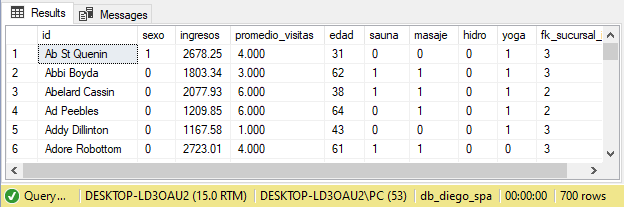 Results Messages
id sexo ingresos promedio_visitas edad sauna masaje hidro yoga fk_sucursal_
1 Ab St Quenin 1 2678.25 4.000 31 0 0 0 1 3
2 Abbi Boyda 0 1803.34 3.000 62 1 1 0 1 3
3 Abelard Cassin 0 2077.93 6.000 38 1 1 0 1 2
4 Ad Peebles 0 1209.85 6.000 64 0 1 0 1 2
5 Addy Dillinton 0 1167.58 1.000 43 0 0 0 1 3
6 Adore Robottom 0 2723.01 4.000 61 1 1 0 0 3
Query... DESKTOP-LD3OAU2 (15.0 RTM) DESKTOP-LD3OAU2\PC (53) db_diego_spa 00:00:00 700 rows